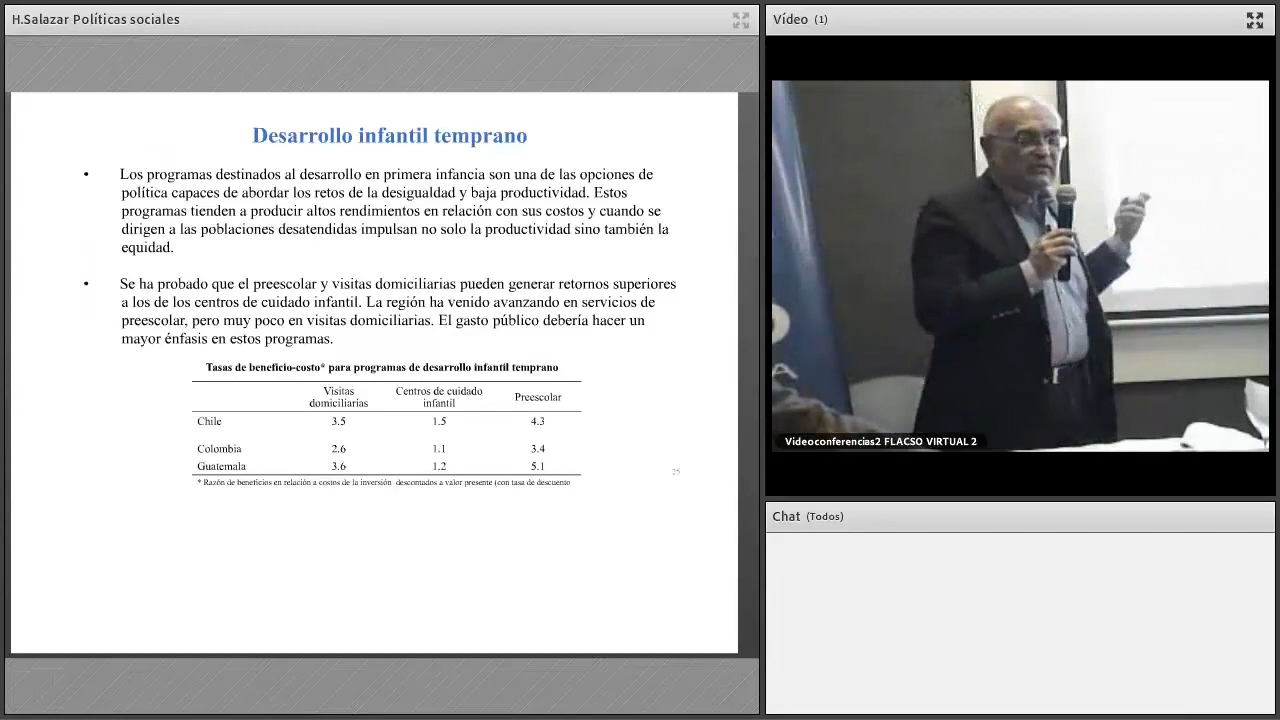 H.Salazar Políticas sociales
Desarrollo infantil temprano
• Los programas destinados al desarrollo en primera infancia son una de las opciones de
política capaces de abordar los retos de la desigualdad y baja productividad. Estos
programas tienden a producir altos rendimientos en relación con sus costos y cuando se
dirigen a las poblaciones desatendidas impulsan no solo la productividad sino también la
equidad.
• Se ha probado que el preescolar y visitas domiciliarias pueden generar retornos superiores
a los de los centros de cuidado infantil. La región ha venido avanzando en servicios de
preescolar, pero muy poco en visitas domiciliarias. El gasto público debería hacer un
mayor énfasis en estos programas.
Tasas de beneficio-costo* para programas de desarrollo infantil temprano
Visitas domiciliarias Centros de cuidado infantil Preescolar
Chile 3.5 1.5 4.3
Colombia 2.6 1.1 3.4
Guatemala 3.6 1.2 5.1
* Razón de beneficios en relación a costos de la inversión descontados a valor presente (con tasa de descuento
25
Vídeo (1)
Videoconferencias2 FLACSO VIRTUAL 2
Chat (Todos)